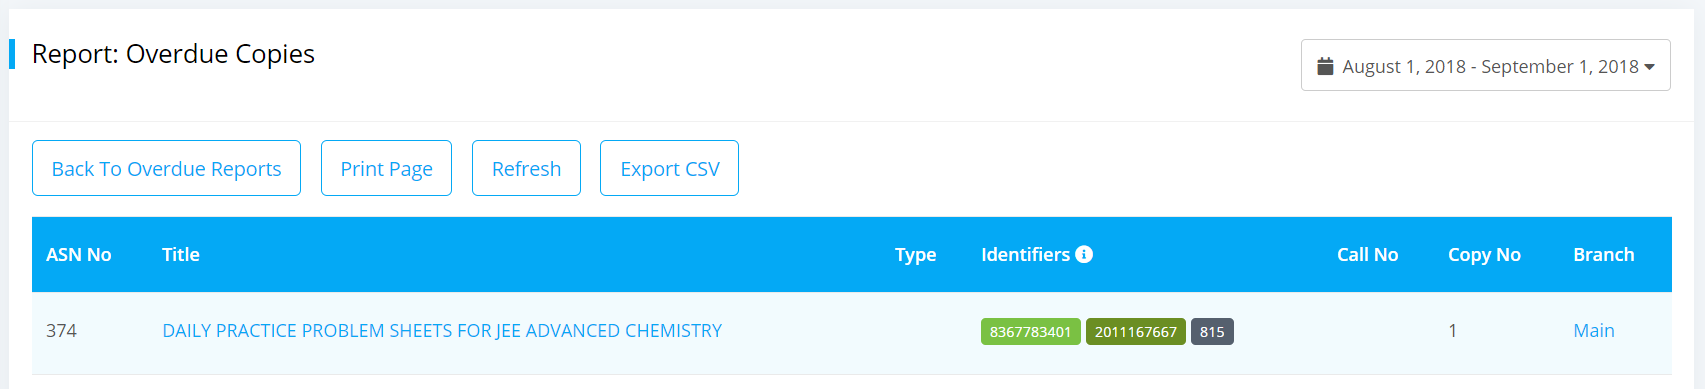 Report: Overdue Copies
August 1, 2018 - September 1, 2018
Back To Overdue Reports Print Page Refresh Export CSV
ASN No Title Type Identifiers Call No Copy No Branch
374 DAILY PRACTICE PROBLEM SHEETS FOR JEE ADVANCED CHEMISTRY 8367783401 2011167667 815 1 Main